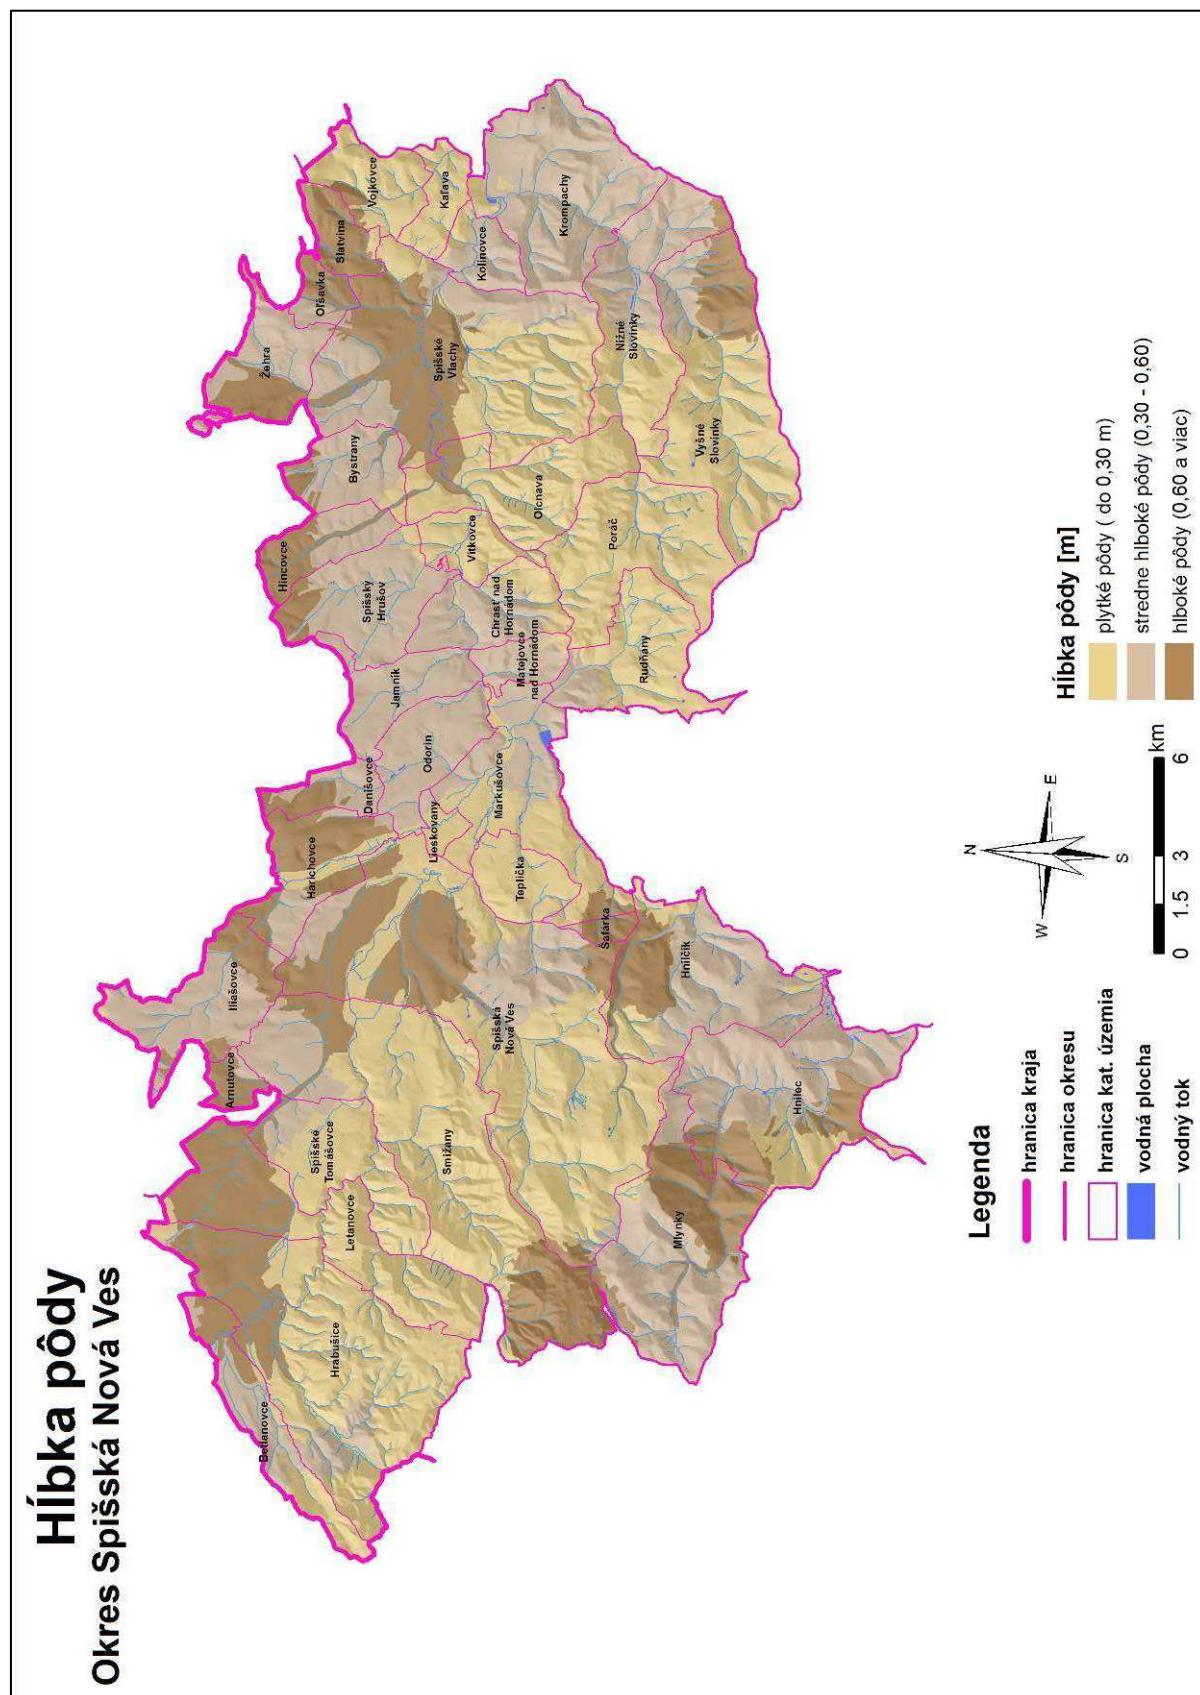 Hĺbka pôdy
Okres Spišská Nová Ves
Betlanovce
Hrabušice
Letanovce
Spišské
Tomášovce
Arnutovce
Iliašovce
Smižany
Spišská
Nová Ves
Mlynky
Hnilec
Hnilčík
Šafárka
Harichovce
Danišovce
Lieskovany
Teplička
Odorín
Markušovce
Jamník
Matejovce
nad Hornádom
Chrasť nad
Hornádom
Rudňany
Hincovce
Spišský
Hrušov
Vítkovce
Poráč
Olcnava
Bystrany
Žehra
Oľšavka
Slatvina
Vojkovce
Kaľava
Spišské
Vlachy
Kolinovce
Krompachy
Nižné
Slovinky
Vyšné
Slovinky
Legenda
hranica kraja
hranica okresu
hranica kat. územia
vodná plocha
vodný tok
N
W
E
S
0 1.5 3 6
km
Hĺbka pôdy [m]
plytké pôdy ( do 0,30 m)
stredne hlboké pôdy (0,30 - 0,60)
hlboké pôdy (0,60 a viac)